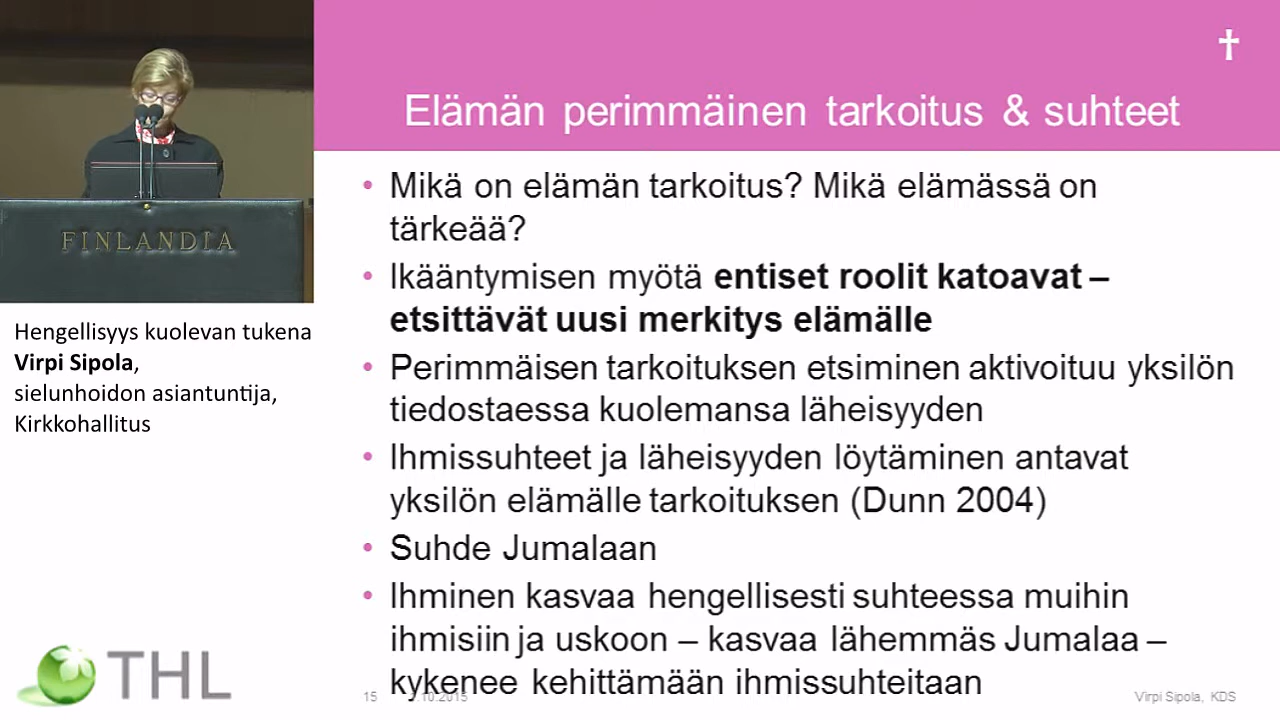 Elämän perimmäinen tarkoitus & suhteet
• Mikä on elämän tarkoitus? Mikä elämässä on
tärkeää?
• Ikääntymisen myötä entiset roolit katoavat –
etsittävät uusi merkitys elämälle
• Perimmäisen tarkoituksen etsiminen aktivoituu yksilön
tiedostaessa kuolemansa läheisyyden
• Ihmissuhteet ja läheisyyden löytäminen antavat
yksilön elämälle tarkoituksen (Dunn 2004)
• Suhde Jumalaan
• Ihminen kasvaa hengellisesti suhteessa muihin
ihmisiin ja uskoon – kasvaa lähemmäs Jumalaa –
kykenee kehittämään ihmissuhteitaan
15
.10.2015
Virpi Sipola, KDS
FINLANDIA
Hengellisyys kuolevan tukena
Virpi Sipola,
sielunhoidon asiantuntija,
Kirkkohallitus
THL